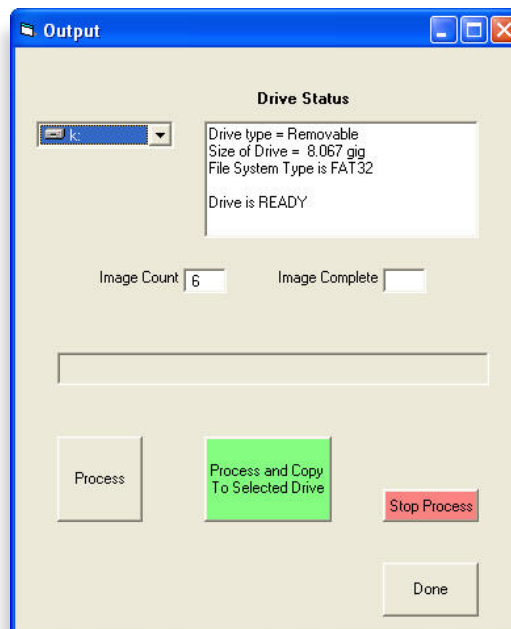 Output
Drive Status
k:
Drive type = Removable
Size of Drive = 8.067 gig
File System Type is FAT32
Drive is READY
Image Count 6
Image Complete
Process
Process and Copy
To Selected Drive
Stop Process
Done